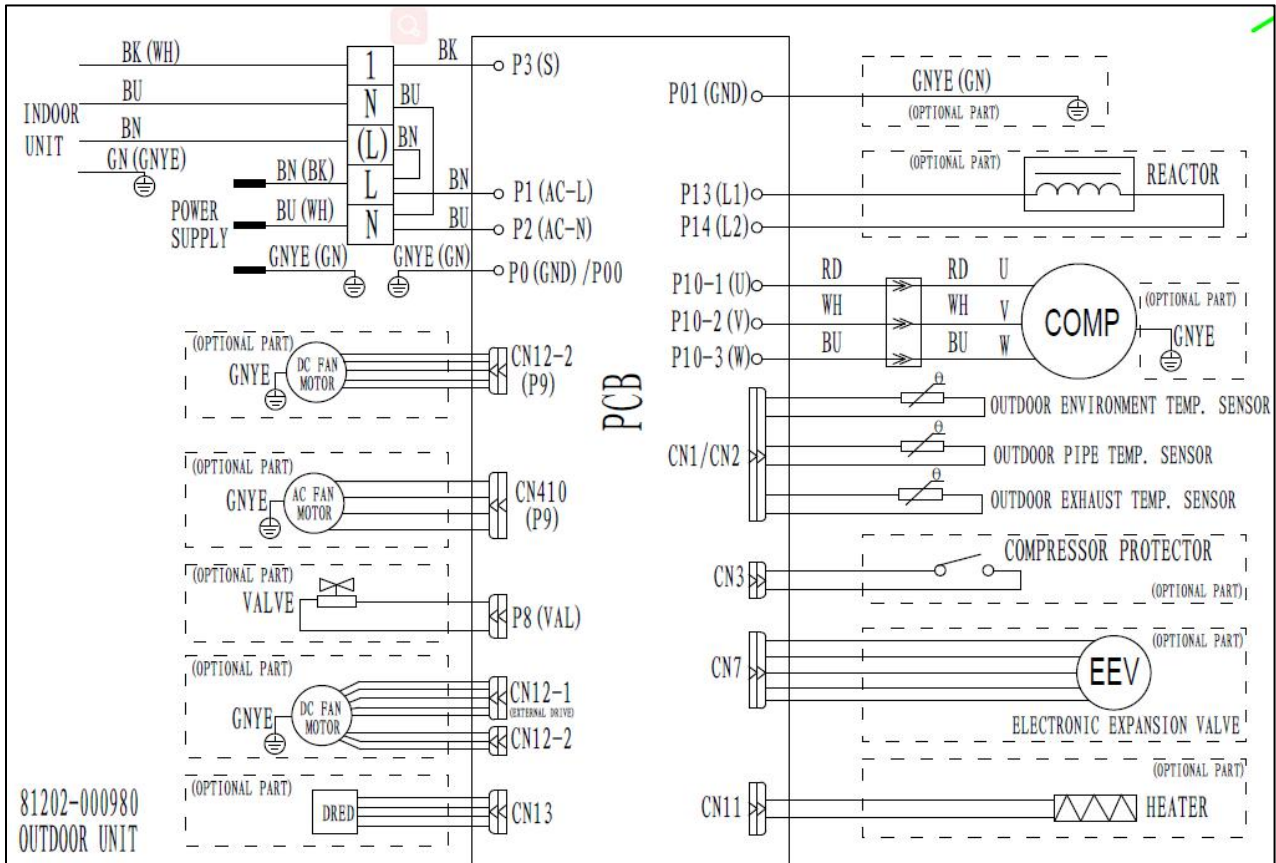 BK (WH)
BK
1
P3 (S)
BU
N
BU
INDOOR
UNIT
BN
(L)
BN
GN (GNYE)
BN (BK)
L
BN
P1 (AC-L)
POWER
SUPPLY
BU (WH)
N
BU
P2 (AC-N)
GNYE (GN)
GNYE (GN)
P0 (GND) /P00
(OPTIONAL PART)
GNYE
DC FAN
MOTOR
CN12-2
(P9)
(OPTIONAL PART)
GNYE
AC FAN
MOTOR
CN410
(P9)
(OPTIONAL PART)
VALVE
P8 (VAL)
(OPTIONAL PART)
GNYE
DC FAN
MOTOR
CN12-1
(EXTERNAL DRIVE)
CN12-2
(OPTIONAL PART)
DRED
CN13
81202-000980
OUTDOOR UNIT
PCB
P01 (GND)
GNYE (GN)
(OPTIONAL PART)
(OPTIONAL PART)
REACTOR
P13 (L1)
P14 (L2)
P10-1 (U)
RD
RD
U
P10-2 (V)
WH
WH
V
P10-3 (W)
BU
BU
W
COMP
(OPTIONAL PART)
GNYE
CN1/CN2
θ
OUTDOOR ENVIRONMENT TEMP. SENSOR
θ
OUTDOOR PIPE TEMP. SENSOR
θ
OUTDOOR EXHAUST TEMP. SENSOR
CN3
COMPRESSOR PROTECTOR
(OPTIONAL PART)
CN7
(OPTIONAL PART)
EEV
ELECTRONIC EXPANSION VALVE
(OPTIONAL PART)
CN11
HEATER